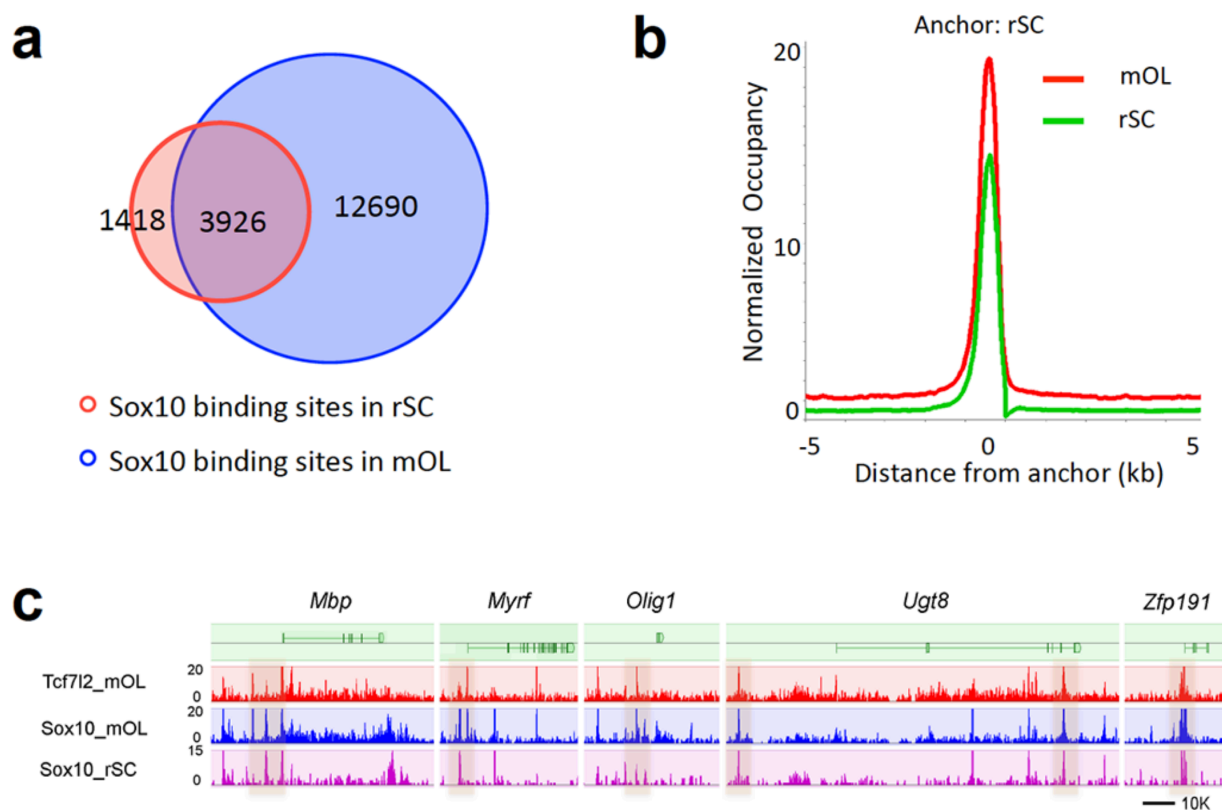 a
1418
3926
12690
Sox10 binding sites in rSC
Sox10 binding sites in mOL
b
Anchor: rSC
20
10
0
Normalized Occupancy
mOL
rSC
-5
0
5
Distance from anchor (kb)
c
Mbp
Myrf
Olig1
Ugt8
Zfp191
Tcf7l2_mOL
20
0
Sox10_mOL
20
0
Sox10_rSC
15
0
10K